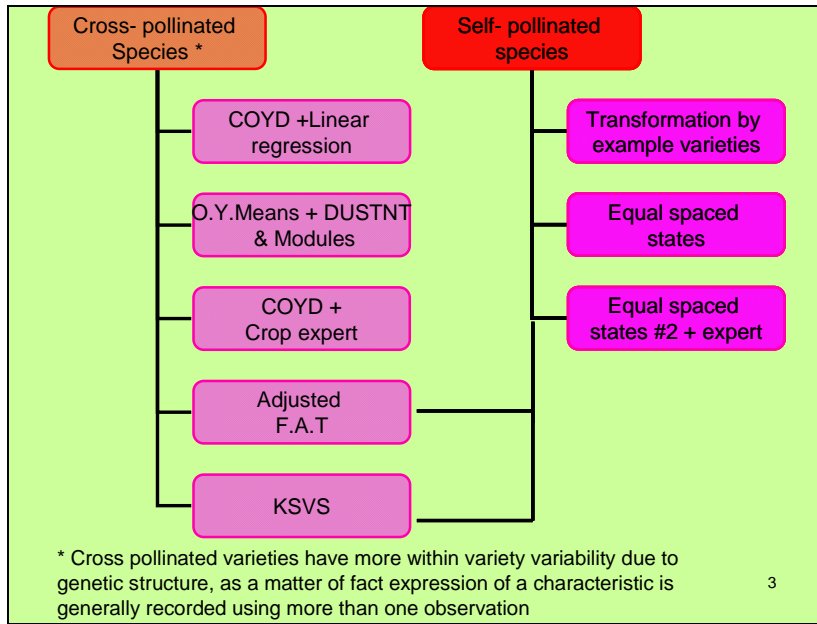 Cross- pollinated
Species *
Self- pollinated
species
COYD +Linear
regression
Transformation by
example varieties
O.Y.Means + DUSTNT
& Modules
Equal spaced
states
COYD +
Crop expert
Equal spaced
states #2 + expert
Adjusted
F.A.T
KSVS
* Cross pollinated varieties have more within variety variability due to
genetic structure, as a matter of fact expression of a characteristic is
generally recorded using more than one observation
3